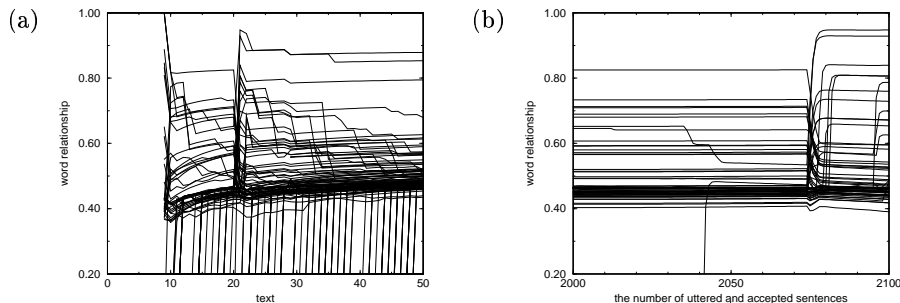 (a)
1.00
0.80
0.60
0.40
0.20
word relationship
0 10 20 30 40 50
text
(b)
1.00
0.80
0.60
0.40
0.20
word relationship
2000 2050 2100
the number of uttered and accepted sentences